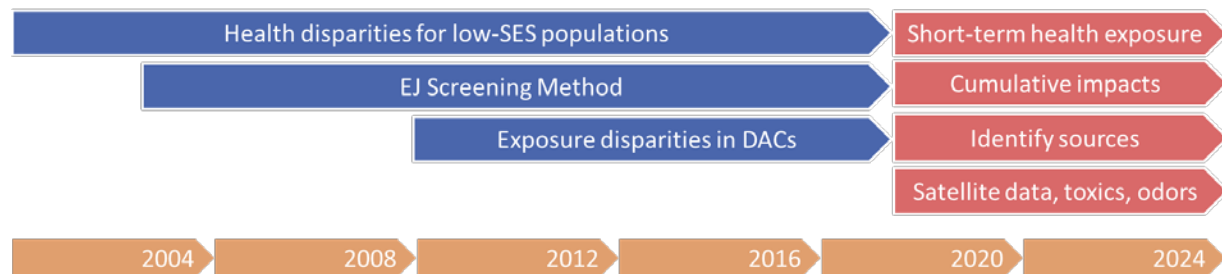 Health disparities for low-SES populations
Short-term health exposure
EJ Screening Method
Cumulative impacts
Exposure disparities in DACs
Identify sources
Satellite data, toxics, odors
2004
2008
2012
2016
2020
2024